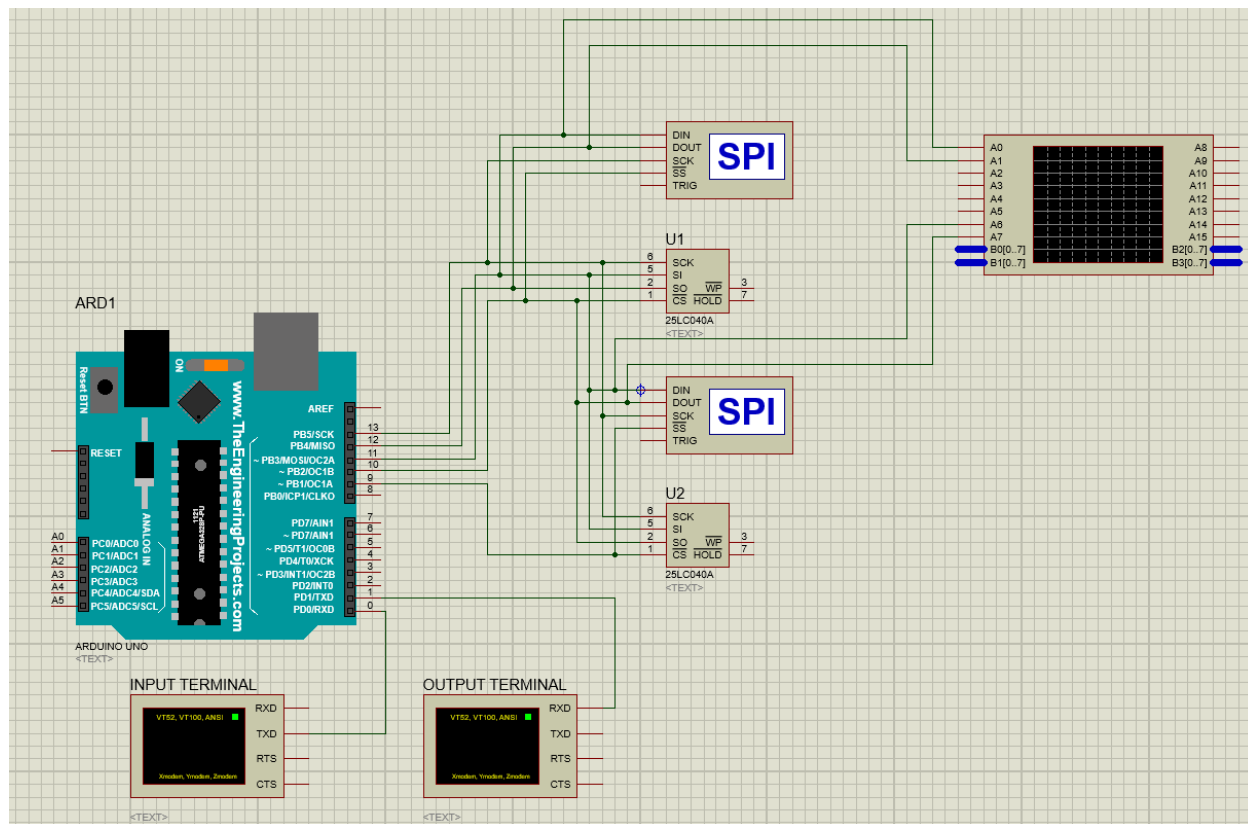 DIN
DOUT
SCK
SS
TRIG
SPI
A0
A1
A2
A3
A4
A5
A6
A7
B0[0..7]
B1[0..7]
A8
A9
A10
A11
A12
A13
A14
A15
B2[0..7]
B3[0..7]
U1
6
5
2
1
SCK
SI
SO
CS
WP
HOLD
3
7
25LC040A
<TEXT>
ARD1
Reset BTN
ON
www.TheEngineeringProjects.com
AREF
PB5/SCK
PB4/MISO
~ PB3/MOSI/OC2A
~ PB2/OC1B
~ PB1/OC1A
PB0/ICP1/CLKO
13
12
11
10
9
8
PD7/AIN1
~ PD7/AIN1
~ PD5/T1/OC0B
PD4/T0/XCK
~ PD3/INT1/OC2B
PD2/INT0
PD1/TXD
PD0/RXD
7
6
5
4
3
2
1
0
RESET
ANALOG IN
1121
ATMEGA328P-PU
A0
A1
A2
A3
A4
A5
PC0/ADC0
PC1/ADC1
PC2/ADC2
PC3/ADC3
PC4/ADC4/SDA
PC5/ADC5/SCL
ARDUINO UNO
<TEXT>
DIN
DOUT
SCK
SS
TRIG
SPI
U2
6
5
2
1
SCK
SI
SO
CS
WP
HOLD
3
7
25LC040A
<TEXT>
INPUT TERMINAL
VT52, VT100, ANSI
Xmodem, Ymodem, Zmodem
RXD
TXD
RTS
CTS
<TEXT>
OUTPUT TERMINAL
VT52, VT100, ANSI
Xmodem, Ymodem, Zmodem
RXD
TXD
RTS
CTS
<TEXT>